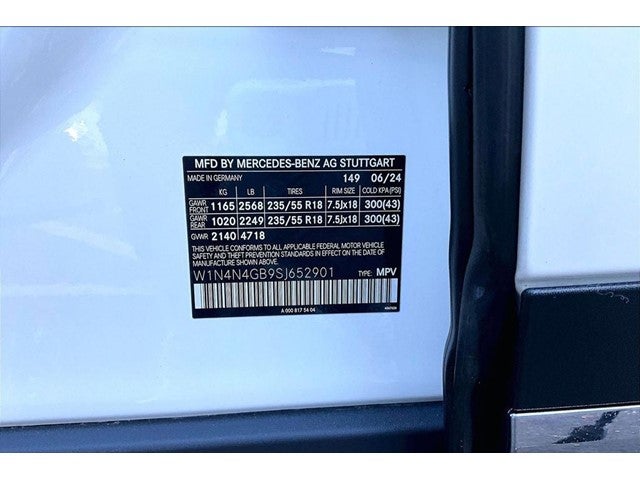 MFD BY MERCEDES-BENZ AG STUTTGART
MADE IN GERMANY 149 06/24
KG LB TIRES RIM SIZE COLD KPA (PSI)
GAWR FRONT 1165 2568 235/55 R18 7.5Jx18 300(43)
GAWR REAR 1020 2249 235/55 R18 7.5Jx18 300(43)
GVWR 2140 4718
THIS VEHICLE CONFORMS TO ALL APPLICABLE FEDERAL MOTOR VEHICLE
SAFETY AND THEFT PREVENTION STANDARDS IN EFFECT ON THE DATE OF
MANUFACTURE SHOWN ABOVE.
W1N4N4GB9SJ652901 TYPE: MPV
A 000 817 54 04